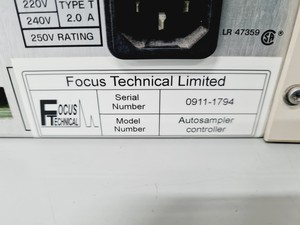 220V
240V
TYPE T
2.0 A
250V RATING
LR 47359
Focus Technical Limited
Serial Number
0911-1794
FOCUS TECHNICAL
Model Number
Autosampler controller